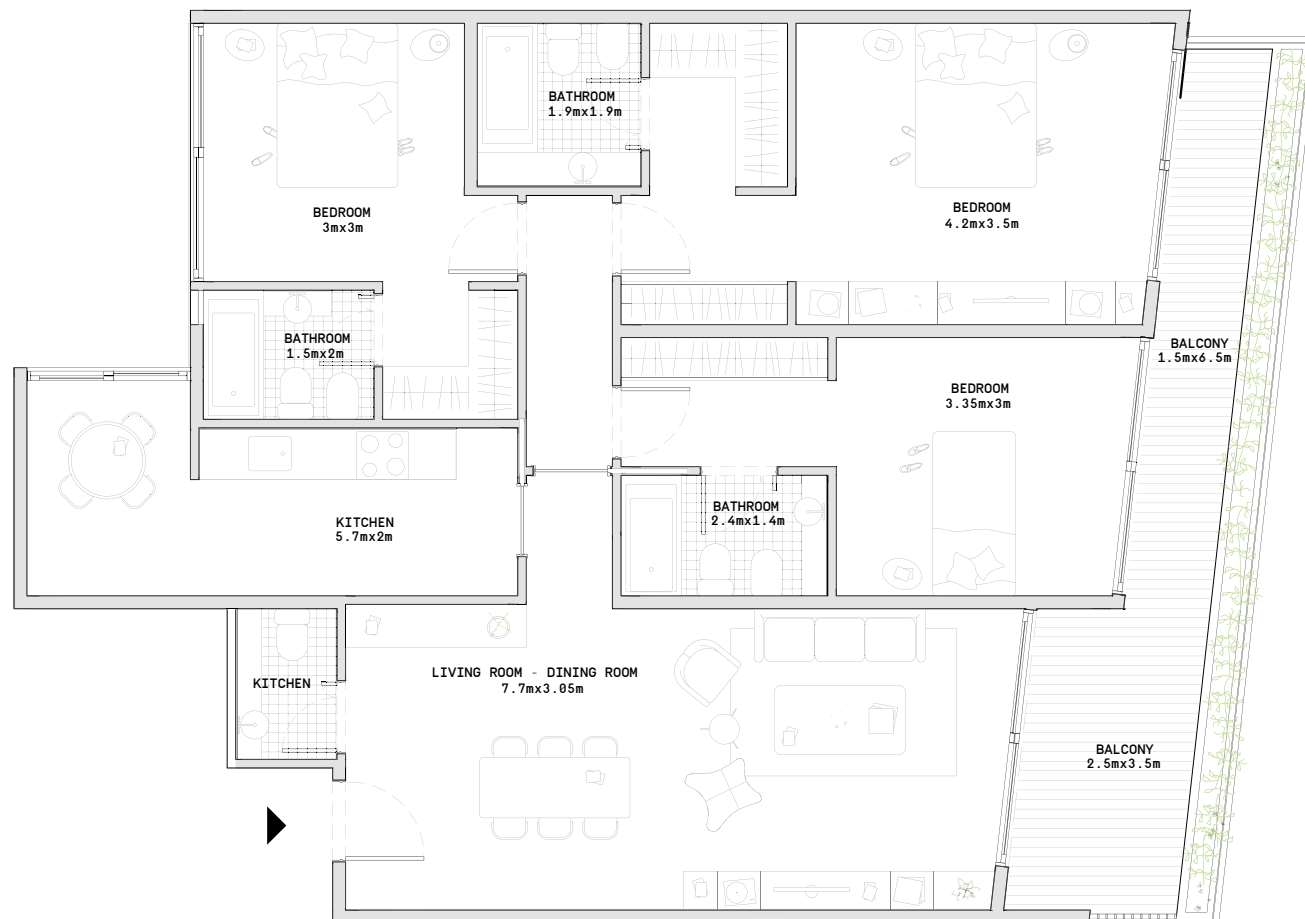 BATHROOM
1.9mx1.9m
BEDROOM
3mx3m
BEDROOM
4.2mx3.5m
BATHROOM
1.5mx2m
BALCONY
1.5mx6.5m
BEDROOM
3.35mx3m
KITCHEN
5.7mx2m
BATHROOM
2.4mx1.4m
KITCHEN
LIVING ROOM - DINING ROOM
7.7mx3.05m
BALCONY
2.5mx3.5m